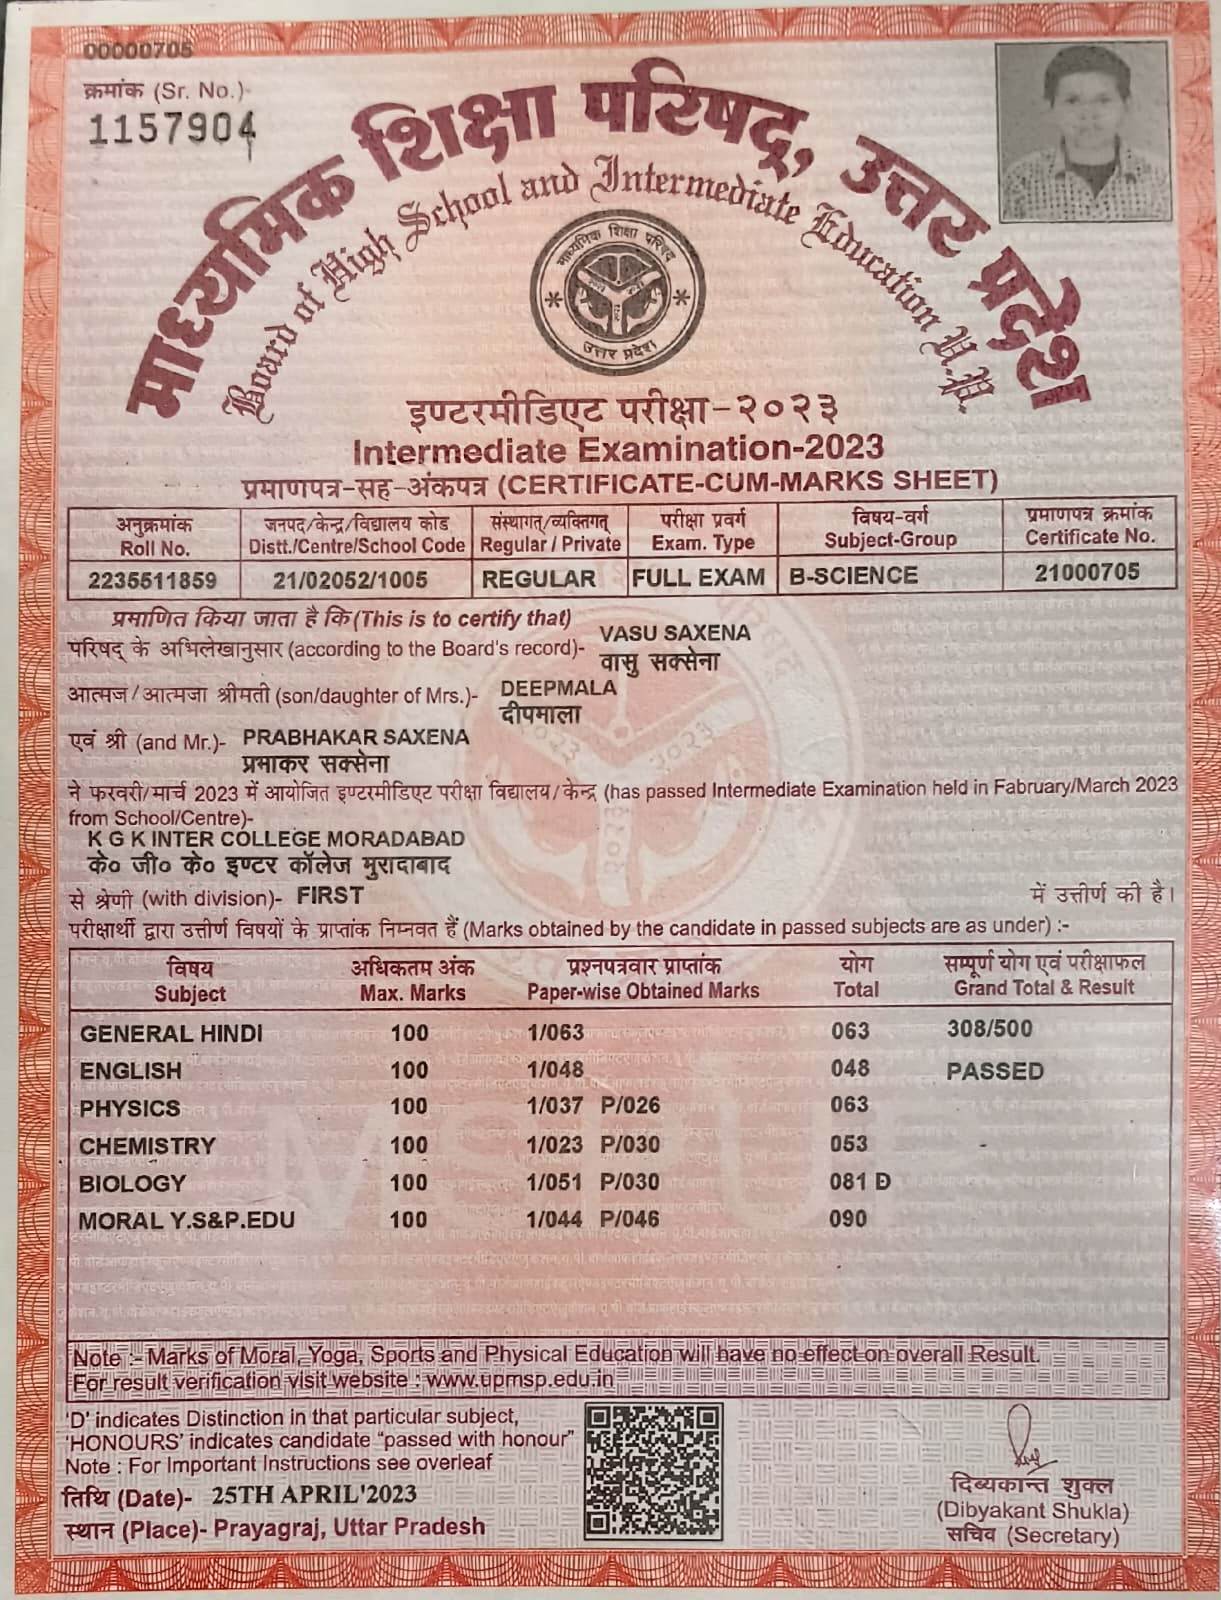 00000705
क्रमांक (Sr. No.)-
1157904
माध्यमिक शिक्षा परिषद्, उत्तर प्रदेश
Board of High School and Intermediate Education U.P.
माध्यमिक शिक्षा परिषद
उत्तर प्रदेश
इण्टरमीडिएट परीक्षा-२०२३
Intermediate Examination-2023
प्रमाणपत्र-सह-अंकपत्र (CERTIFICATE-CUM-MARKS SHEET)
अनुक्रमांक जनपद/केन्द्र/विद्यालय कोड संस्थागत्/व्यक्तिगत् परीक्षा प्रवर्ग विषय-वर्ग प्रमाणपत्र क्रमांक
Roll No. Distt./Centre/School Code Regular / Private Exam. Type Subject-Group Certificate No.
2235511859 21/02052/1005 REGULAR FULL EXAM B-SCIENCE 21000705
प्रमाणित किया जाता है कि (This is to certify that)
VASU SAXENA
परिषद् के अभिलेखानुसार (according to the Board's record)-
वासु सक्सेना
DEEPMALA
आत्मज/आत्मजा श्रीमती (son/daughter of Mrs.)-
दीपमाला
एवं श्री (and Mr.)- PRABHAKAR SAXENA
प्रभाकर सक्सेना
ने फरवरी/मार्च 2023 में आयोजित इण्टरमीडिएट परीक्षा विद्यालय/केन्द्र (has passed Intermediate Examination held in Fabruary/March 2023
from School/Centre)-
K G K INTER COLLEGE MORADABAD
के० जी० के० इण्टर कॉलेज मुरादाबाद
से श्रेणी (with division)- FIRST में उत्तीर्ण की है।
परीक्षार्थी द्वारा उत्तीर्ण विषयों के प्राप्तांक निम्नवत हैं (Marks obtained by the candidate in passed subjects are as under) :-
विषय अधिकतम अंक प्रश्नपत्रवार प्राप्तांक योग सम्पूर्ण योग एवं परीक्षाफल
Subject Max. Marks Paper-wise Obtained Marks Total Grand Total & Result
GENERAL HINDI 100 1/063 063 308/500
ENGLISH 100 1/048 048 PASSED
PHYSICS 100 1/037 P/026 063
CHEMISTRY 100 1/023 P/030 053
BIOLOGY 100 1/051 P/030 081 D
MORAL Y.S&P.EDU 100 1/044 P/046 090
Note :- Marks of Moral, Yoga, Sports and Physical Education will have no effect on overall Result.
For result verification visit website : www.upmsp.edu.in
'D' indicates Distinction in that particular subject,
'HONOURS' indicates candidate "passed with honour"
Note : For Important Instructions see overleaf
तिथि (Date)- 25TH APRIL'2023
स्थान (Place)- Prayagraj, Uttar Pradesh
दिब्यकान्त शुक्ल
(Dibyakant Shukla)
सचिव (Secretary)